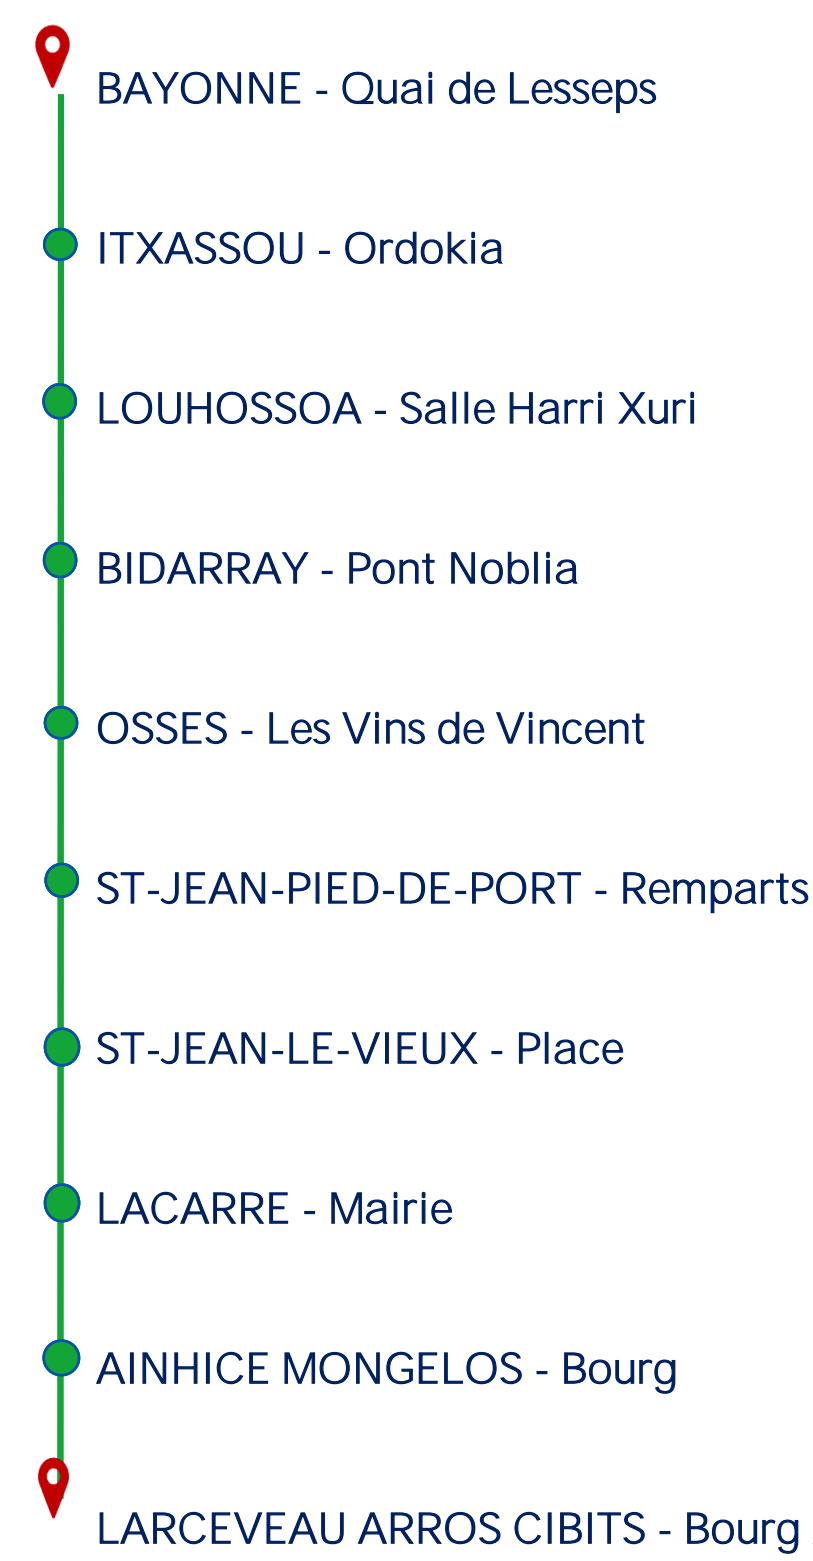 BAYONNE - Quai de Lesseps
ITXASSOU - Ordokia
LOUHOSSOA - Salle Harri Xuri
BIDARRAY - Pont Noblia
OSSES - Les Vins de Vincent
ST-JEAN-PIED-DE-PORT - Remparts
ST-JEAN-LE-VIEUX - Place
LACARRE - Mairie
AINHICE MONGELOS - Bourg
LARCEVEAU ARROS CIBITS - Bourg